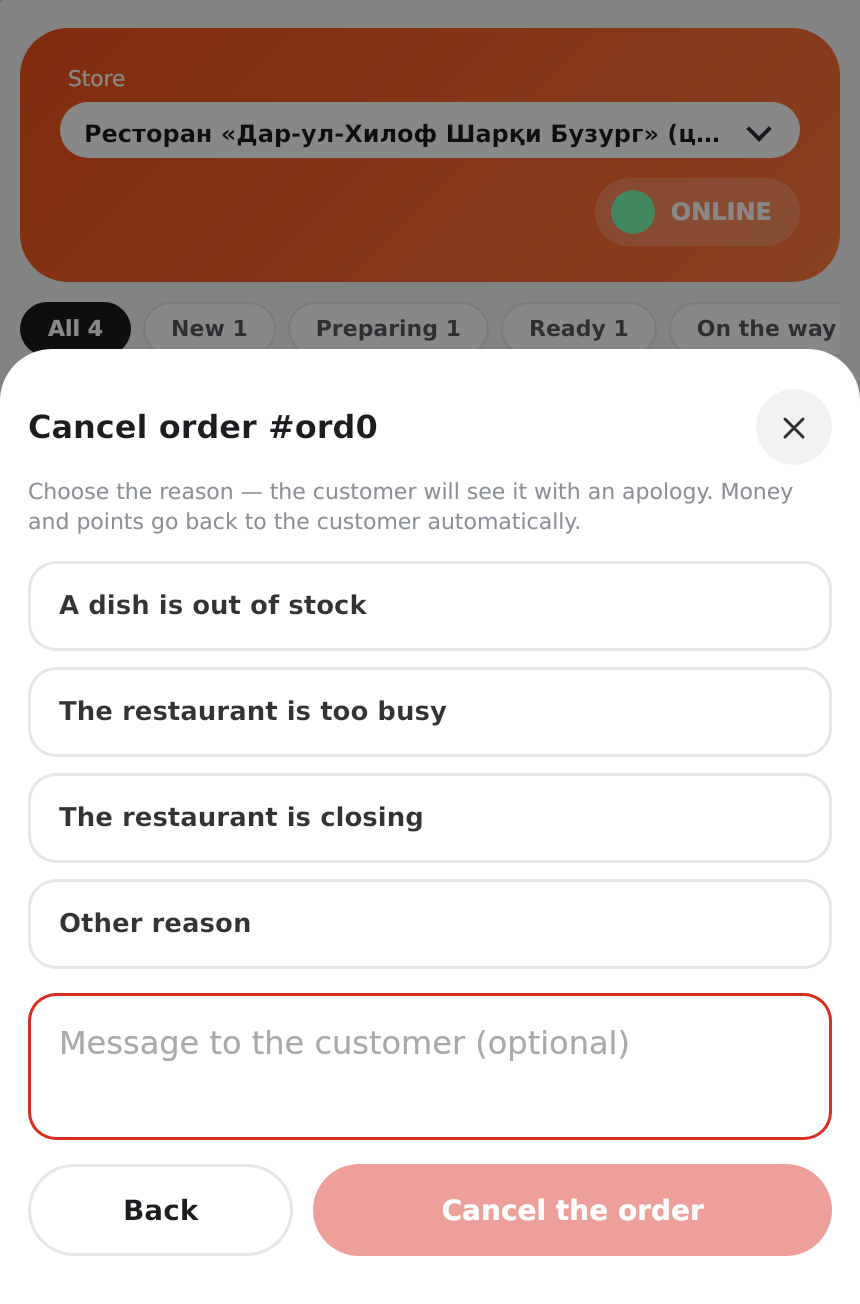 Store
Ресторан «Дар-ул-Хилоф Шарқи Бузург» (ц...
ONLINE
All 4
New 1
Preparing 1
Ready 1
On the way
Cancel order #ord0
Choose the reason — the customer will see it with an apology. Money
and points go back to the customer automatically.
A dish is out of stock
The restaurant is too busy
The restaurant is closing
Other reason
Message to the customer (optional)
Back
Cancel the order